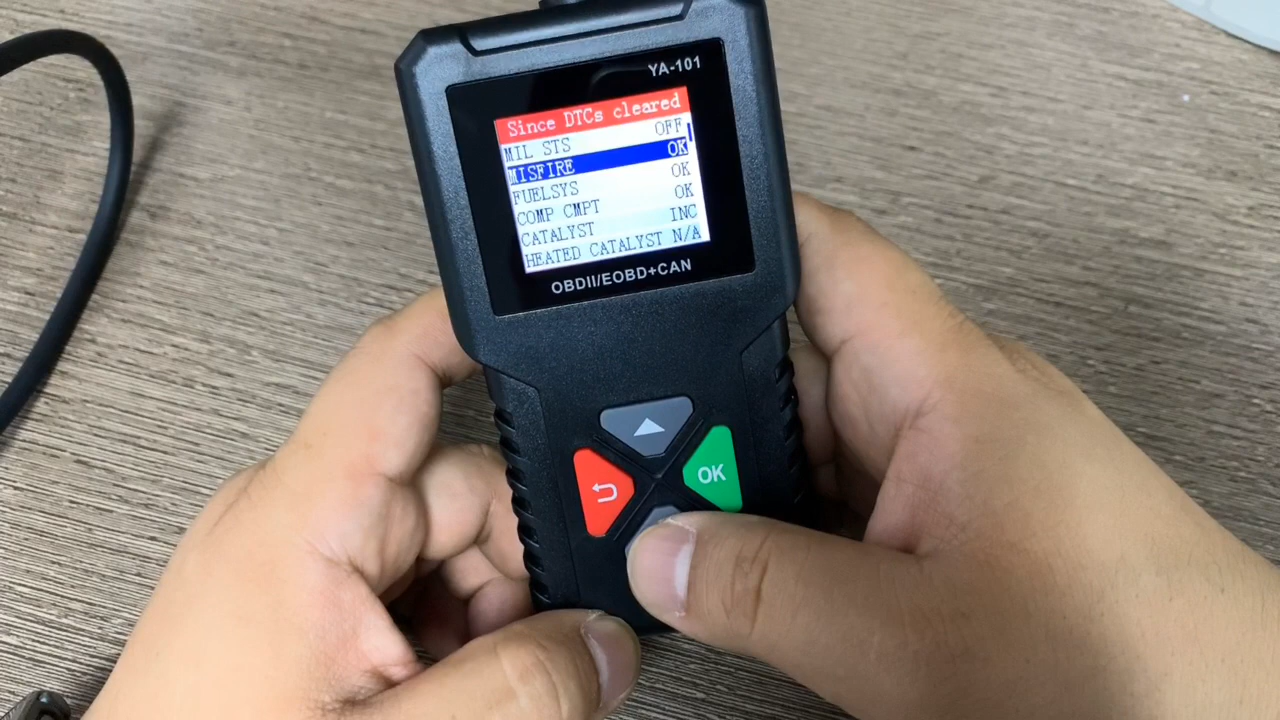 YA-101
Since DTCs cleared
MIL STS OFF
MISFIRE OK
FUELSYS OK
COMP CMPT OK
CATALYST INC
HEATED CATALYST N/A
OBDII/EOBD+CAN
OK